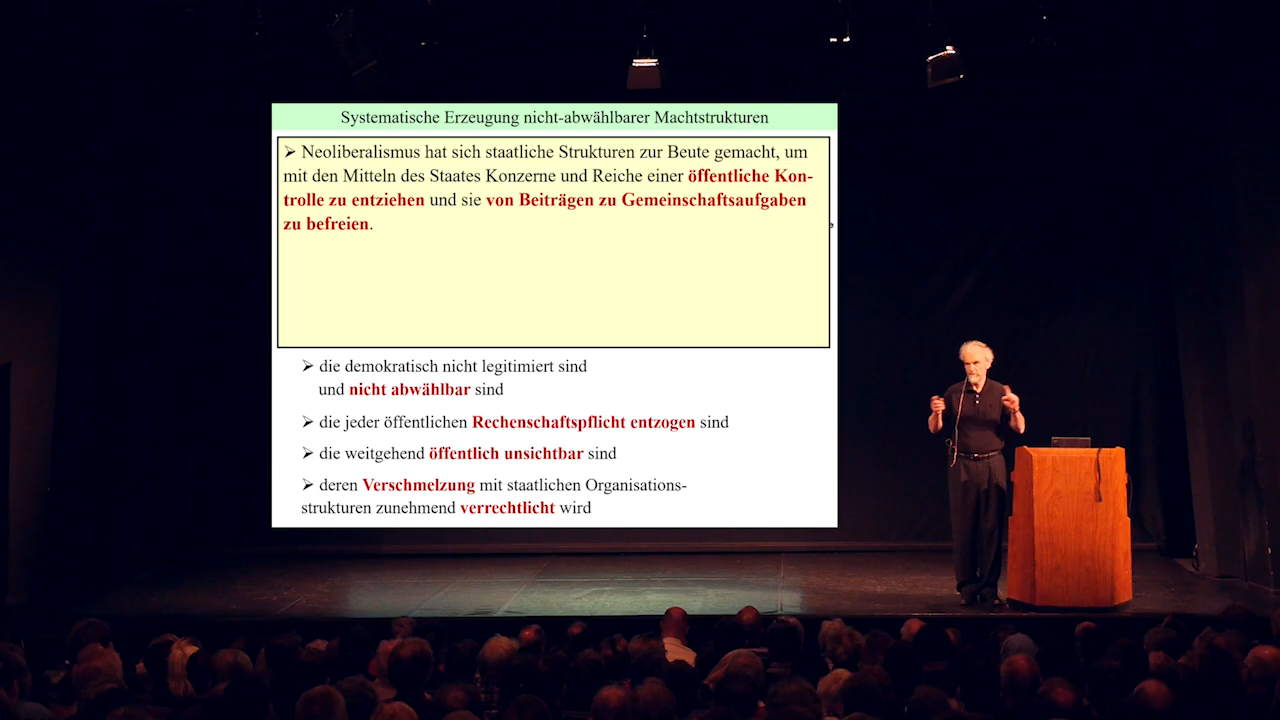 Systematische Erzeugung nicht-abwählbarer Machtstrukturen
➢ Neoliberalismus hat sich staatliche Strukturen zur Beute gemacht, um
mit den Mitteln des Staates Konzerne und Reiche einer öffentliche Kon-
trolle zu entziehen und sie von Beiträgen zu Gemeinschaftsaufgaben
zu befreien.
➢ die demokratisch nicht legitimiert sind
und nicht abwählbar sind
➢ die jeder öffentlichen Rechenschaftspflicht entzogen sind
➢ die weitgehend öffentlich unsichtbar sind
➢ deren Verschmelzung mit staatlichen Organisations-
strukturen zunehmend verrechtlicht wird